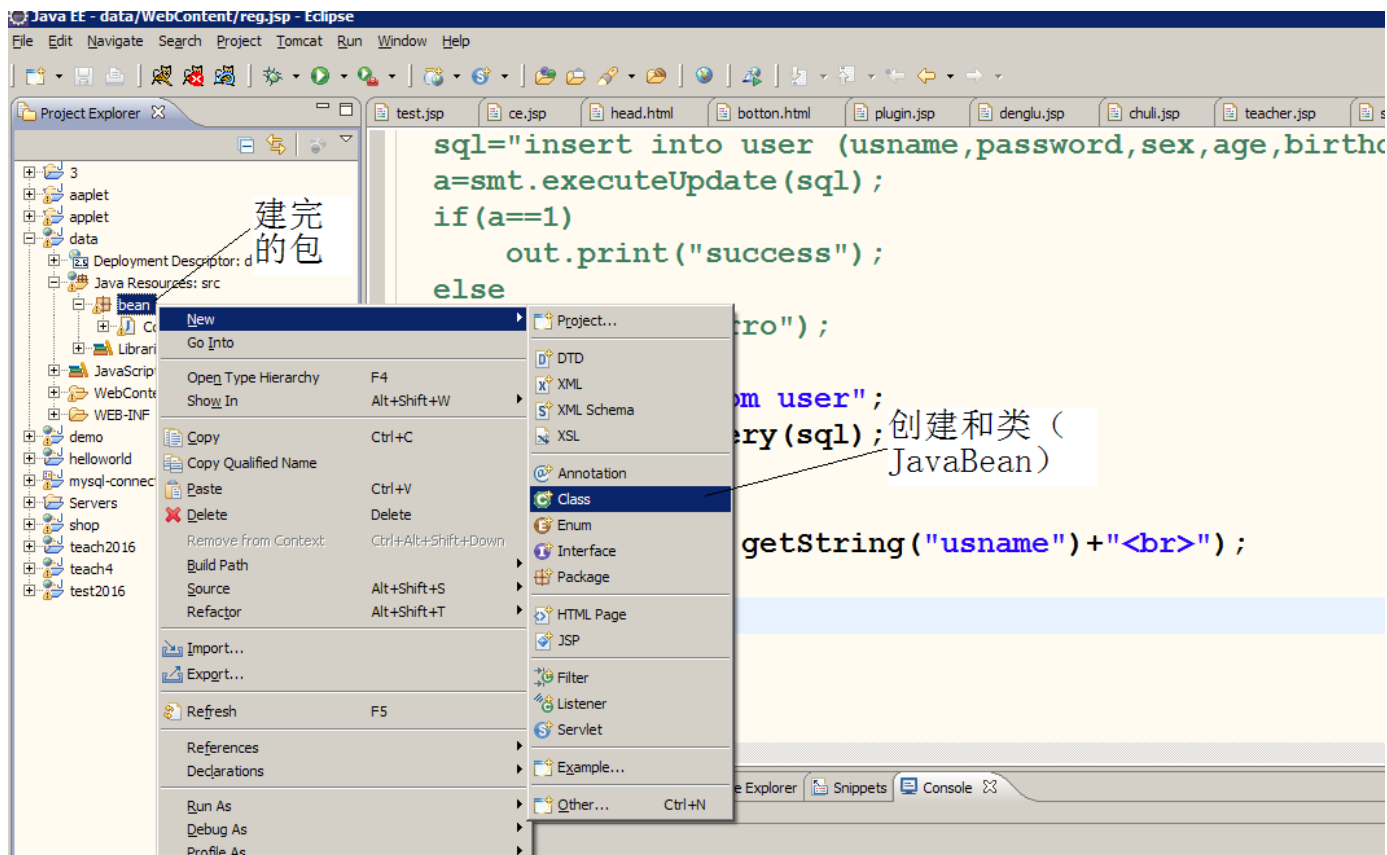 Java EE - data/WebContent/reg.jsp - Eclipse
File Edit Navigate Search Project Tomcat Run Window Help
Project Explorer
test.jsp ce.jsp head.html botton.html plugin.jsp denglu.jsp chuli.jsp teacher.jsp s
3
aaplet
applet
data
Deployment Descriptor: d
Java Resources: src
bean
Co
Librari
JavaScrip
WebConte
WEB-INF
demo
helloworld
mysql-connec
Servers
shop
teach2016
teach4
test2016
建完
的包
sql="insert into user (usname,password,sex,age,birthd
a=smt.executeUpdate(sql);
if(a==1)
out.print("success");
else
rro");
om user";
ery(sql);
getString("usname")+"<br>");
创建和类（
JavaBean）
New
Go Into
Open Type Hierarchy F4
Show In Alt+Shift+W
Copy Ctrl+C
Copy Qualified Name
Paste Ctrl+V
Delete Delete
Remove from Context Ctrl+Alt+Shift+Down
Build Path
Source Alt+Shift+S
Refactor Alt+Shift+T
Import...
Export...
Refresh F5
References
Declarations
Run As
Debug As
Profile As
Project...
DTD
XML
XML Schema
XSL
Annotation
Class
Enum
Interface
Package
HTML Page
JSP
Filter
Listener
Servlet
Example...
Other... Ctrl+N
e Explorer Snippets Console